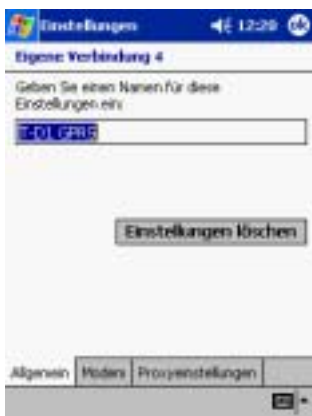 Einstellungen 12:20 ok
Eigene Verbindung 4
Geben Sie einen Namen für diese
Einstellungen ein:
T-D1 GPRS
Einstellungen löschen
Allgemein Modem Proxyeinstellungen